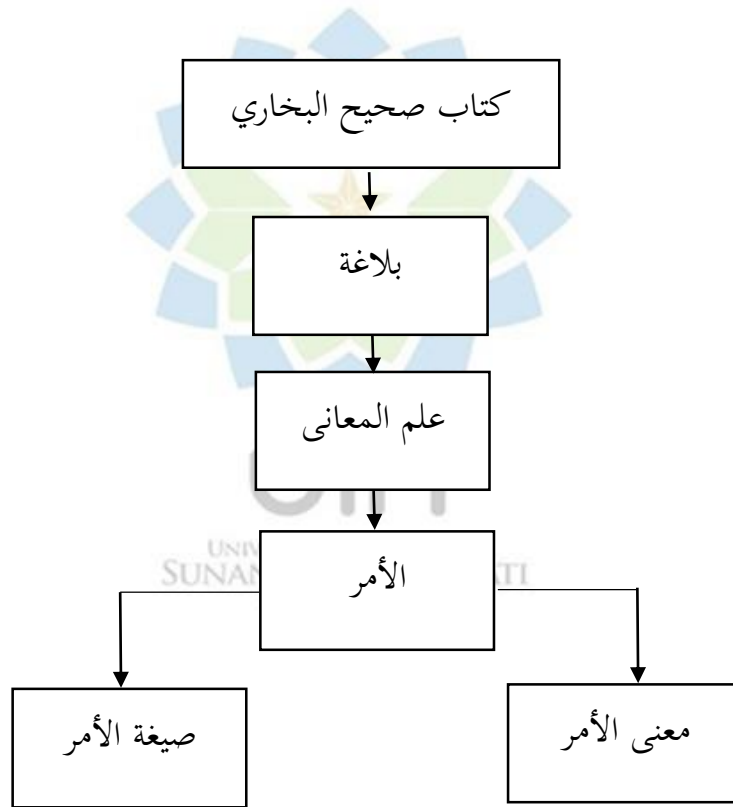 كتاب صحيح البخاري
بلاغة
علم المعانى
الأمر
SUNAN
معنى الأمر
صيغة الأمر